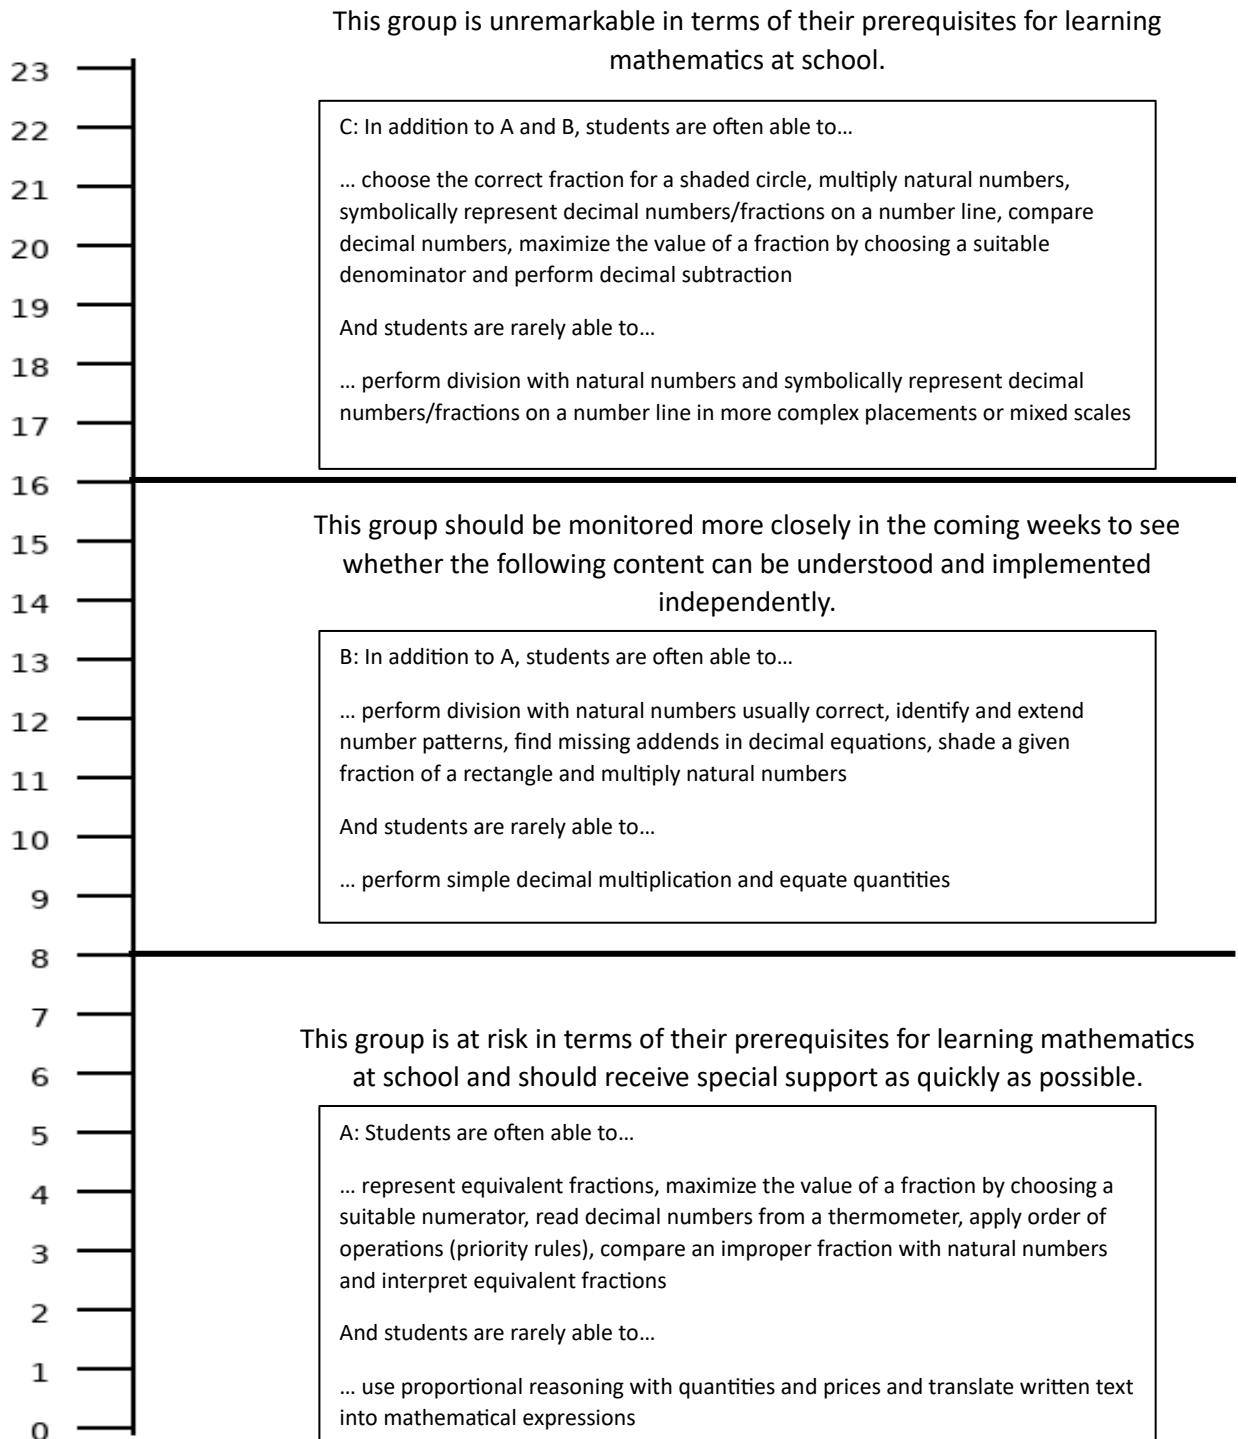 This group is unremarkable in terms of their prerequisites for learning
mathematics at school.
23
22
21
20
19
18
17
16
C: In addition to A and B, students are often able to…
… choose the correct fraction for a shaded circle, multiply natural numbers,
symbolically represent decimal numbers/fractions on a number line, compare
decimal numbers, maximize the value of a fraction by choosing a suitable
denominator and perform decimal subtraction
And students are rarely able to…
… perform division with natural numbers and symbolically represent decimal
numbers/fractions on a number line in more complex placements or mixed scales
This group should be monitored more closely in the coming weeks to see
whether the following content can be understood and implemented
independently.
15
14
13
12
11
10
9
8
B: In addition to A, students are often able to…
… perform division with natural numbers usually correct, identify and extend
number patterns, find missing addends in decimal equations, shade a given
fraction of a rectangle and multiply natural numbers
And students are rarely able to…
… perform simple decimal multiplication and equate quantities
This group is at risk in terms of their prerequisites for learning mathematics
at school and should receive special support as quickly as possible.
7
6
5
4
3
2
1
0
A: Students are often able to…
… represent equivalent fractions, maximize the value of a fraction by choosing a
suitable numerator, read decimal numbers from a thermometer, apply order of
operations (priority rules), compare an improper fraction with natural numbers
and interpret equivalent fractions
And students are rarely able to…
… use proportional reasoning with quantities and prices and translate written text
into mathematical expressions